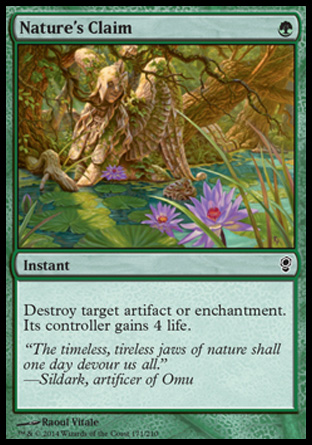 Nature's Claim
Instant
Destroy target artifact or enchantment.
Its controller gains 4 life.
"The timeless, tireless jaws of nature shall
one day devour us all."
—Sildark, artificer of Omu
Raoul Vitale
™ & © 2014 Wizards of the Coast 171/210